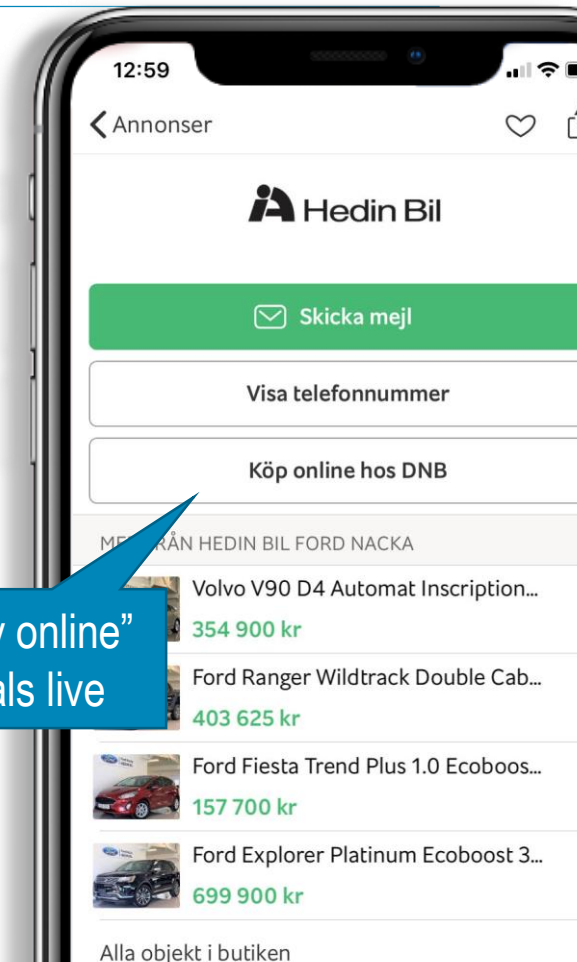 12:59
Annonser
Hedin Bil
Skicka mejl
Visa telefonnummer
Köp online hos DNB
FRÅN HEDIN BIL FORD NACKA
Volvo V90 D4 Automat Inscription...
354 900 kr
online”
live
Ford Ranger Wildtrack Double Cab...
403 625 kr
Ford Fiesta Trend Plus 1.0 Ecoboos...
157 700 kr
Ford Explorer Platinum Ecoboost 3...
699 900 kr
Alla objekt i butiken